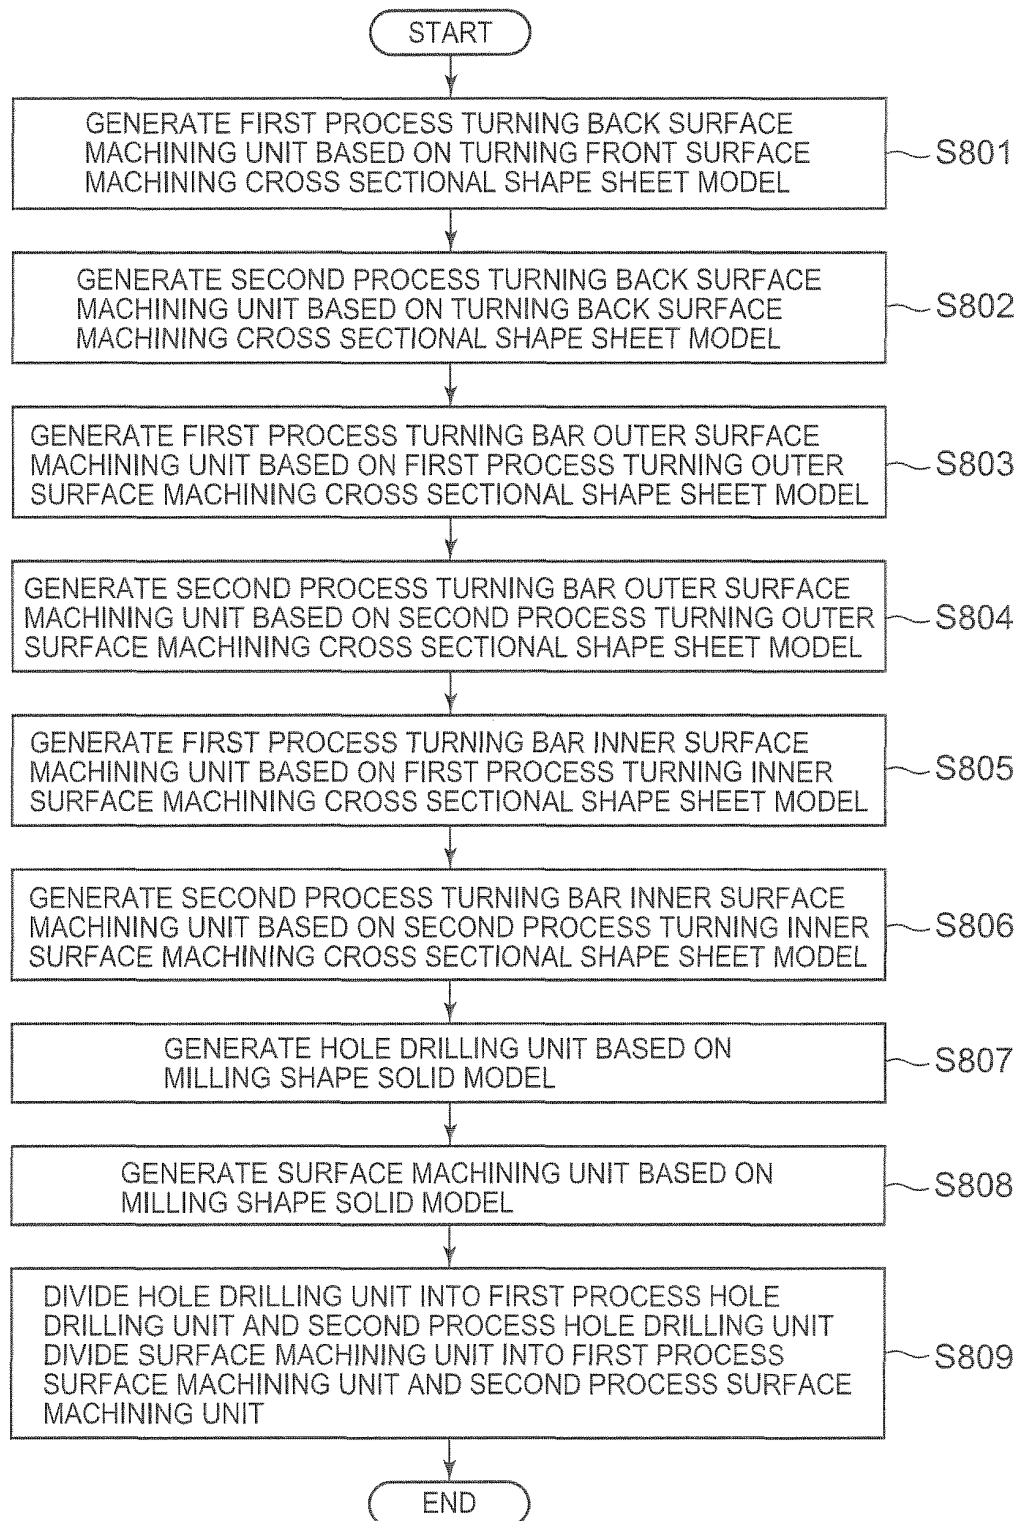 START
GENERATE FIRST PROCESS TURNING BACK SURFACE
MACHINING UNIT BASED ON TURNING FRONT SURFACE
MACHINING CROSS SECTIONAL SHAPE SHEET MODEL
S801
GENERATE SECOND PROCESS TURNING BACK SURFACE
MACHINING UNIT BASED ON TURNING BACK SURFACE
MACHINING CROSS SECTIONAL SHAPE SHEET MODEL
S802
GENERATE FIRST PROCESS TURNING BAR OUTER SURFACE
MACHINING UNIT BASED ON FIRST PROCESS TURNING OUTER
SURFACE MACHINING CROSS SECTIONAL SHAPE SHEET MODEL
S803
GENERATE SECOND PROCESS TURNING BAR OUTER SURFACE
MACHINING UNIT BASED ON SECOND PROCESS TURNING OUTER
SURFACE MACHINING CROSS SECTIONAL SHAPE SHEET MODEL
S804
GENERATE FIRST PROCESS TURNING BAR INNER SURFACE
MACHINING UNIT BASED ON FIRST PROCESS TURNING INNER
SURFACE MACHINING CROSS SECTIONAL SHAPE SHEET MODEL
S805
GENERATE SECOND PROCESS TURNING BAR INNER SURFACE
MACHINING UNIT BASED ON SECOND PROCESS TURNING INNER
SURFACE MACHINING CROSS SECTIONAL SHAPE SHEET MODEL
S806
GENERATE HOLE DRILLING UNIT BASED ON
MILLING SHAPE SOLID MODEL
S807
GENERATE SURFACE MACHINING UNIT BASED ON
MILLING SHAPE SOLID MODEL
S808
DIVIDE HOLE DRILLING UNIT INTO FIRST PROCESS HOLE
DRILLING UNIT AND SECOND PROCESS HOLE DRILLING UNIT
DIVIDE SURFACE MACHINING UNIT INTO FIRST PROCESS
SURFACE MACHINING UNIT AND SECOND PROCESS SURFACE
MACHINING UNIT
S809
END